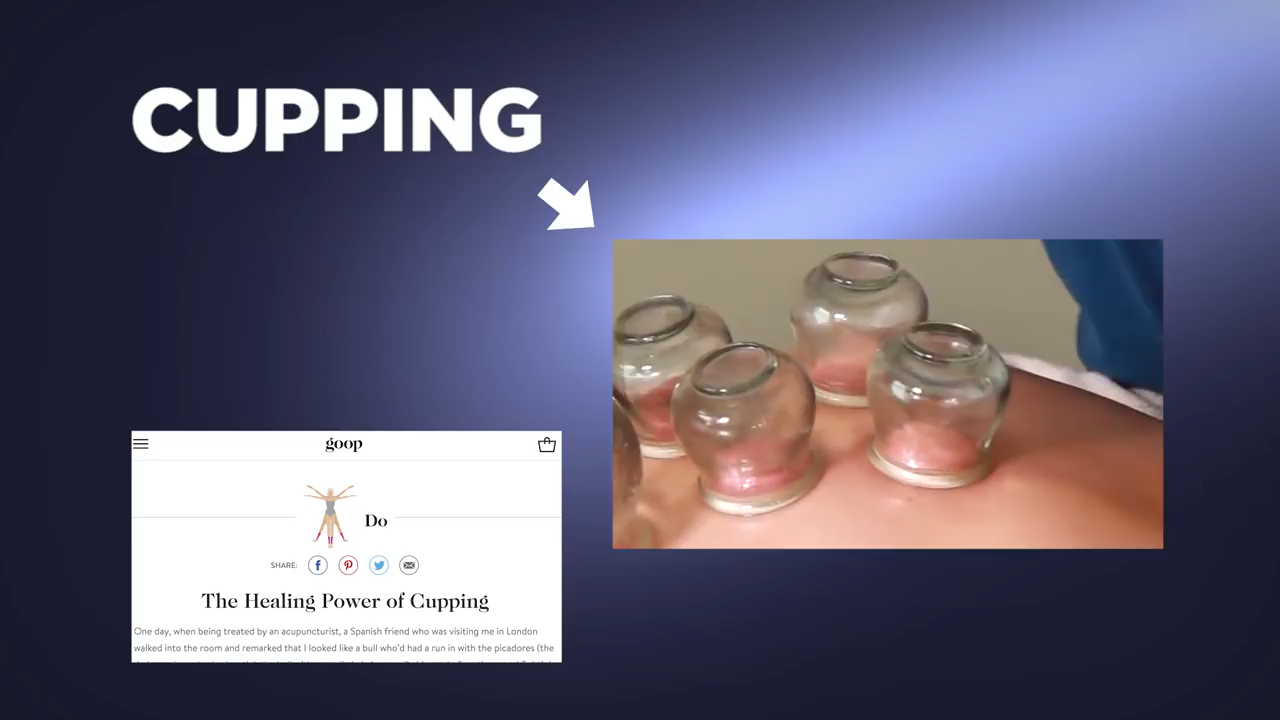 CUPPING
goop
Do
SHARE:
The Healing Power of Cupping
One day, when being treated by an acupuncturist, a Spanish friend who was visiting me in London
walked into the room and remarked that I looked like a bull who'd had a run in with the picadores (the